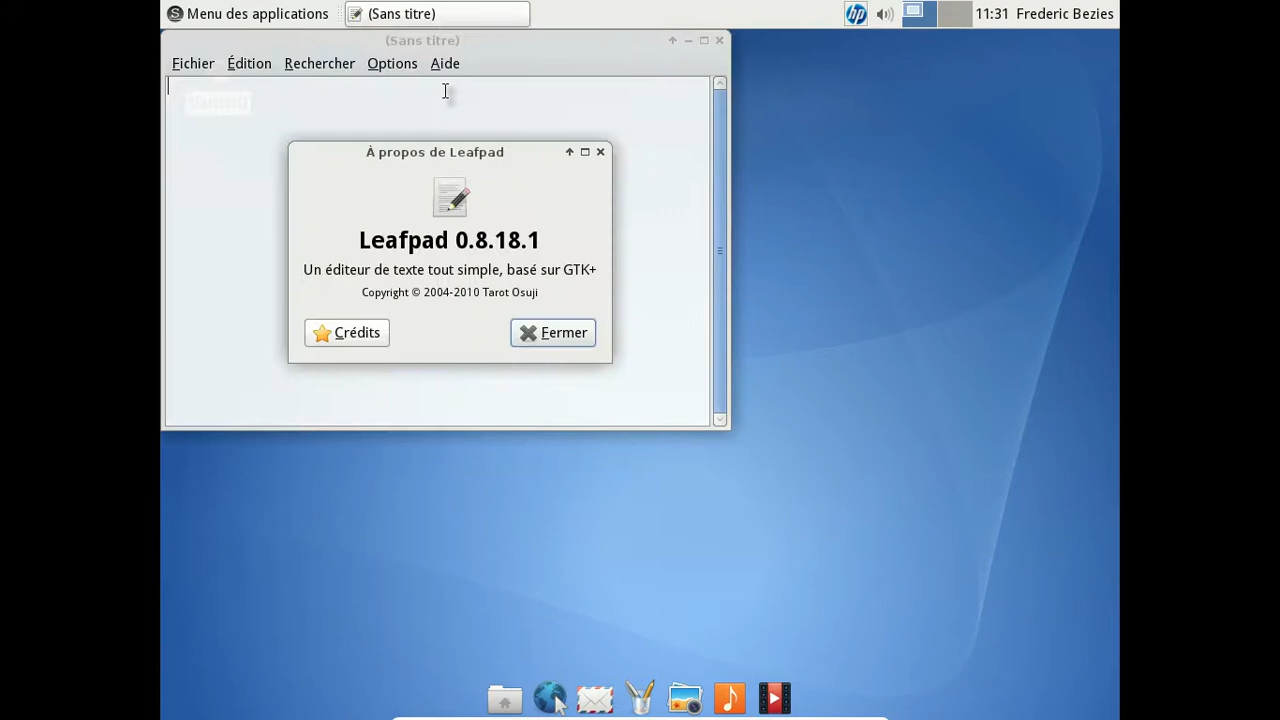 Menu des applications
(Sans titre)
hp
11:31
Frederic Bezies
(Sans titre)
Fichier Édition Rechercher Options Aide
À propos de Leafpad
Leafpad 0.8.18.1
Un éditeur de texte tout simple, basé sur GTK+
Copyright © 2004-2010 Tarot Osuji
Crédits
Fermer